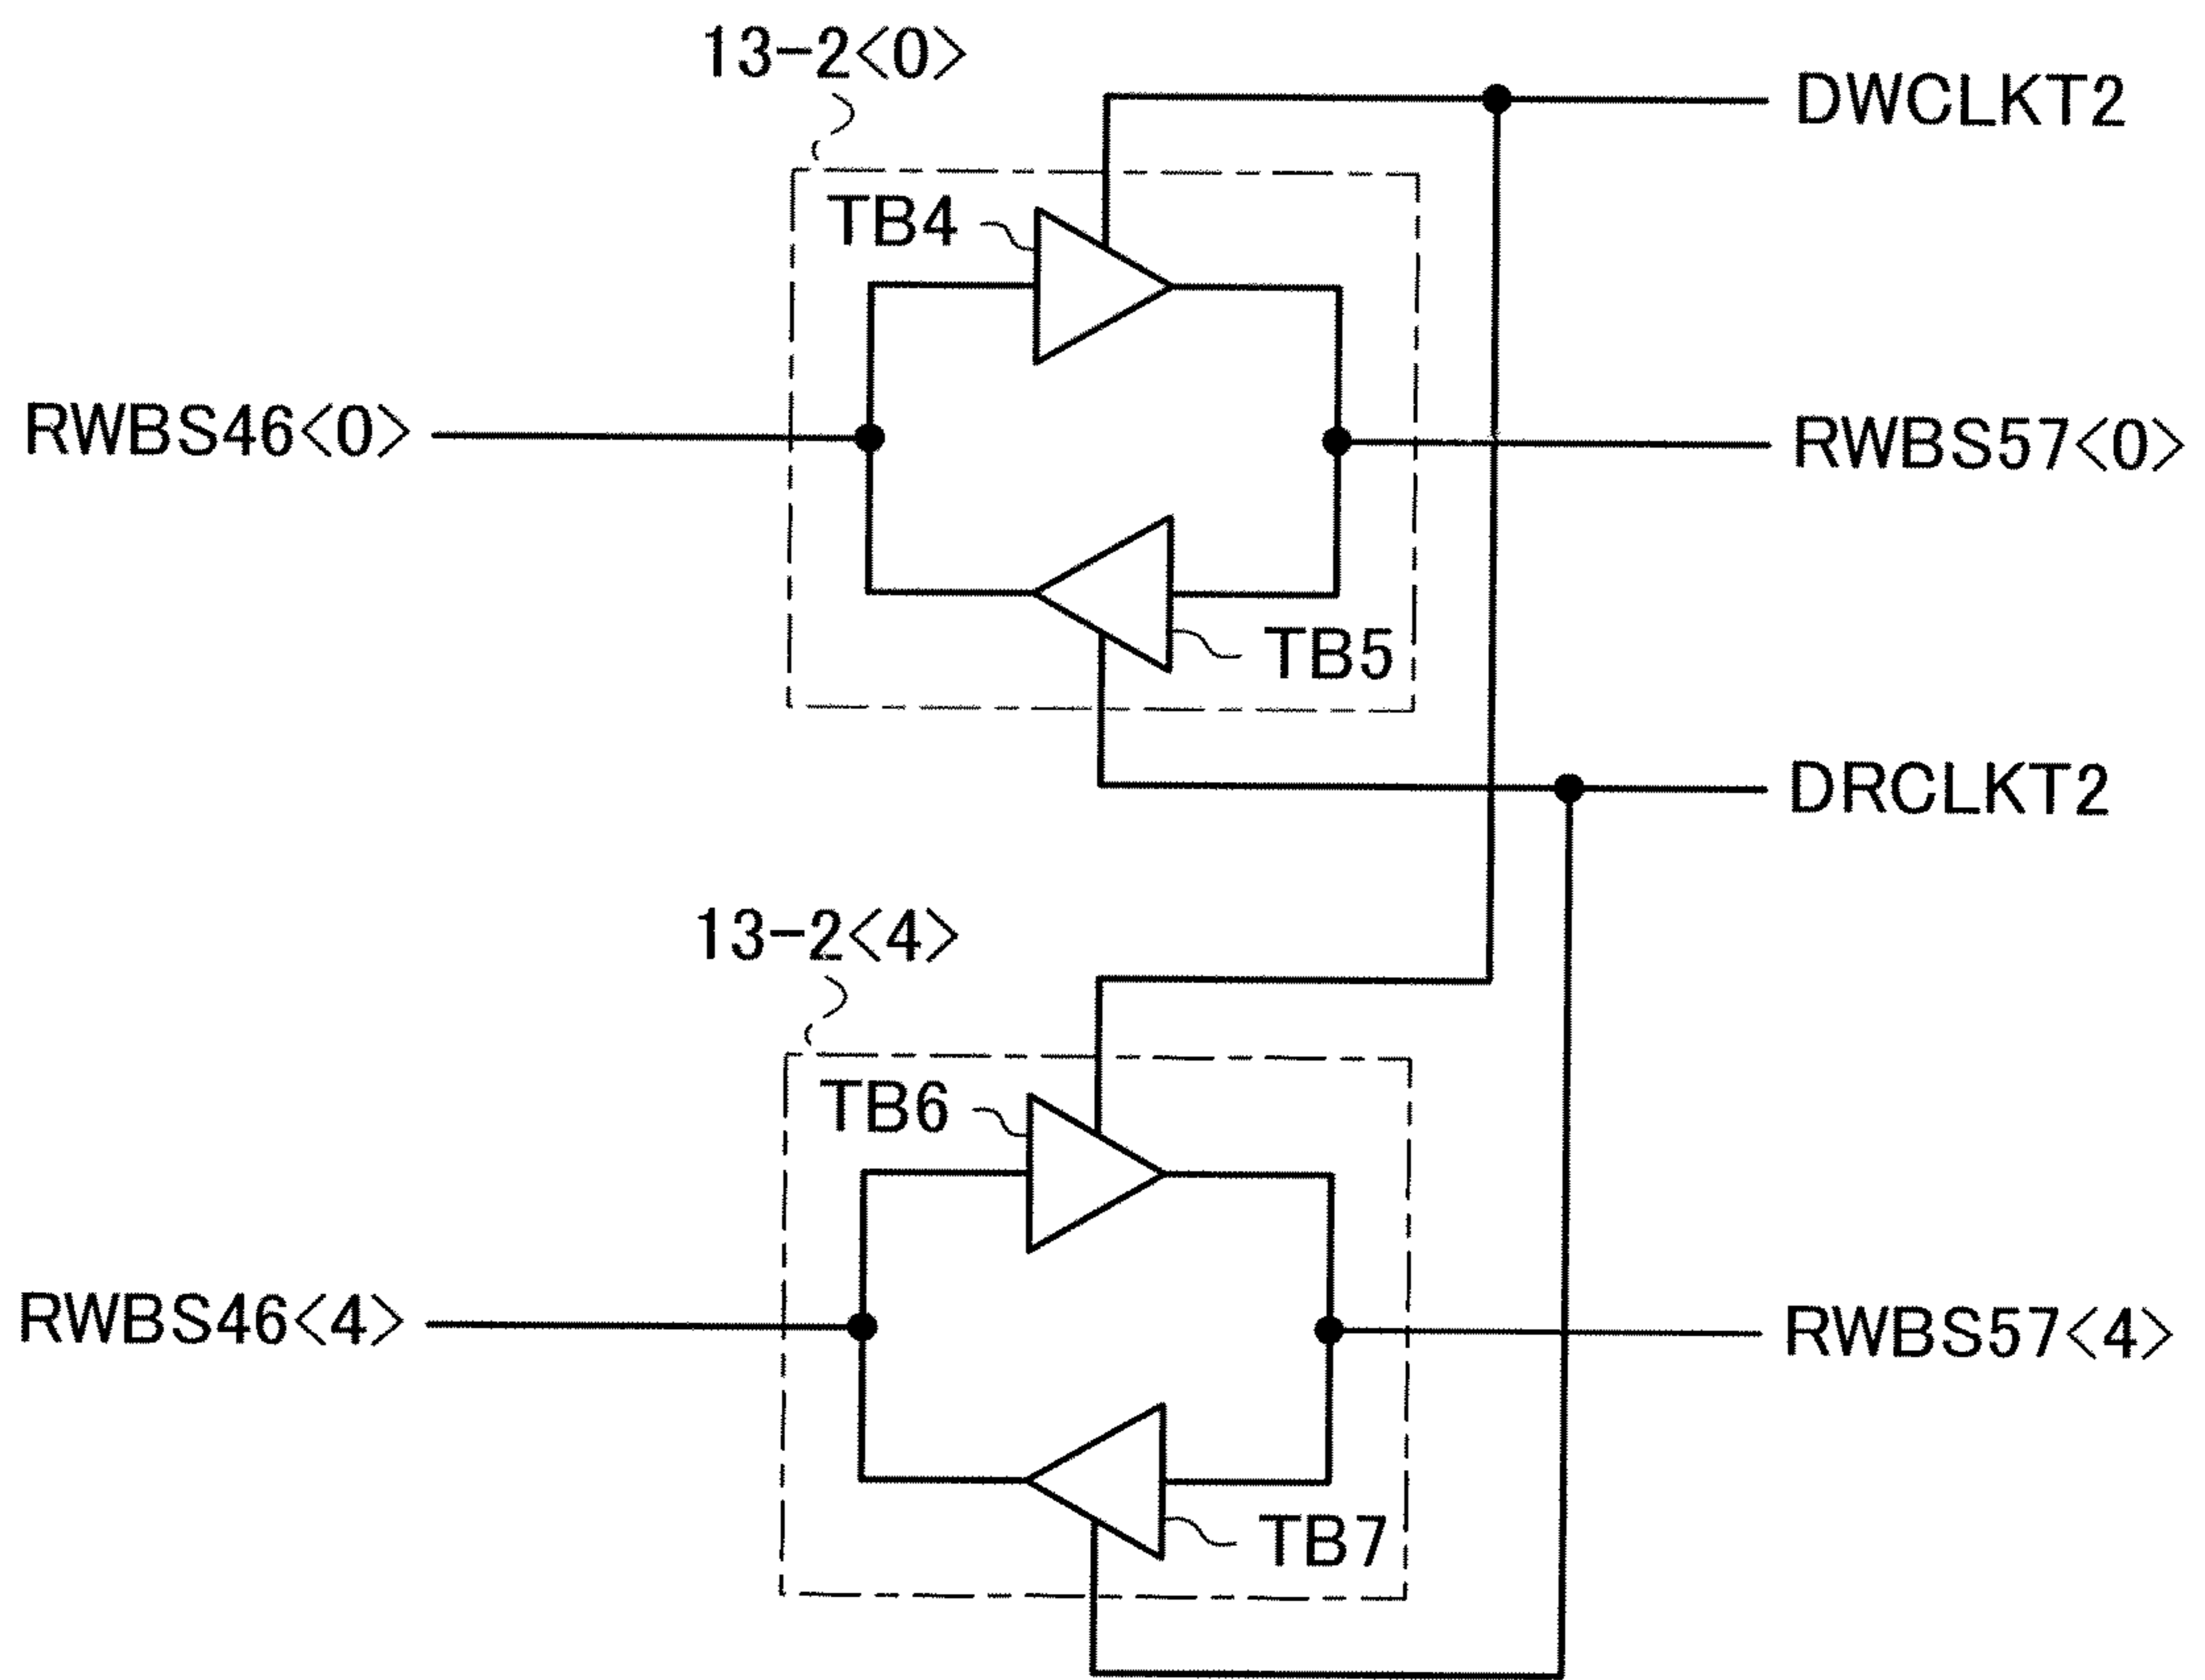 13-2<0>
DWCLKT2
TB4
RWBS46<0>
RWBS57<0>
TB5
DRCLKT2
13-2<4>
TB6
RWBS46<4>
RWBS57<4>
TB7